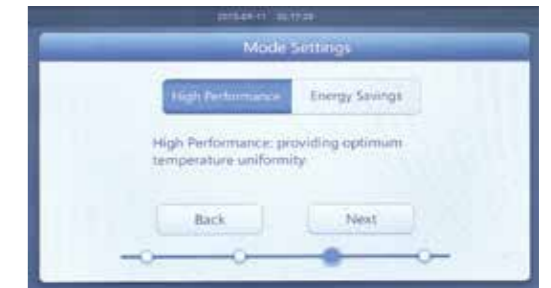 Mode Settings
High Performance Energy Savings
High Performance: providing optimum
temperature uniformity
Back Next